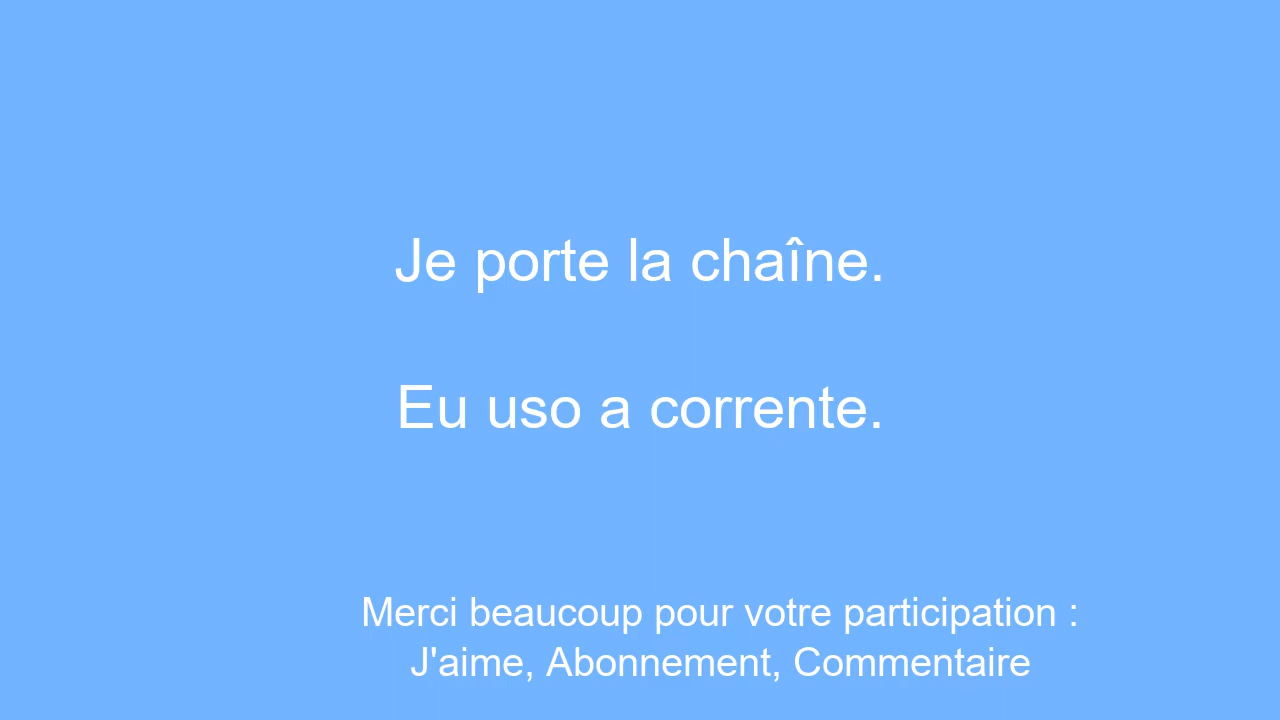 Je porte la chaîne.
Eu uso a corrente.
Merci beaucoup pour votre participation :
J'aime, Abonnement, Commentaire